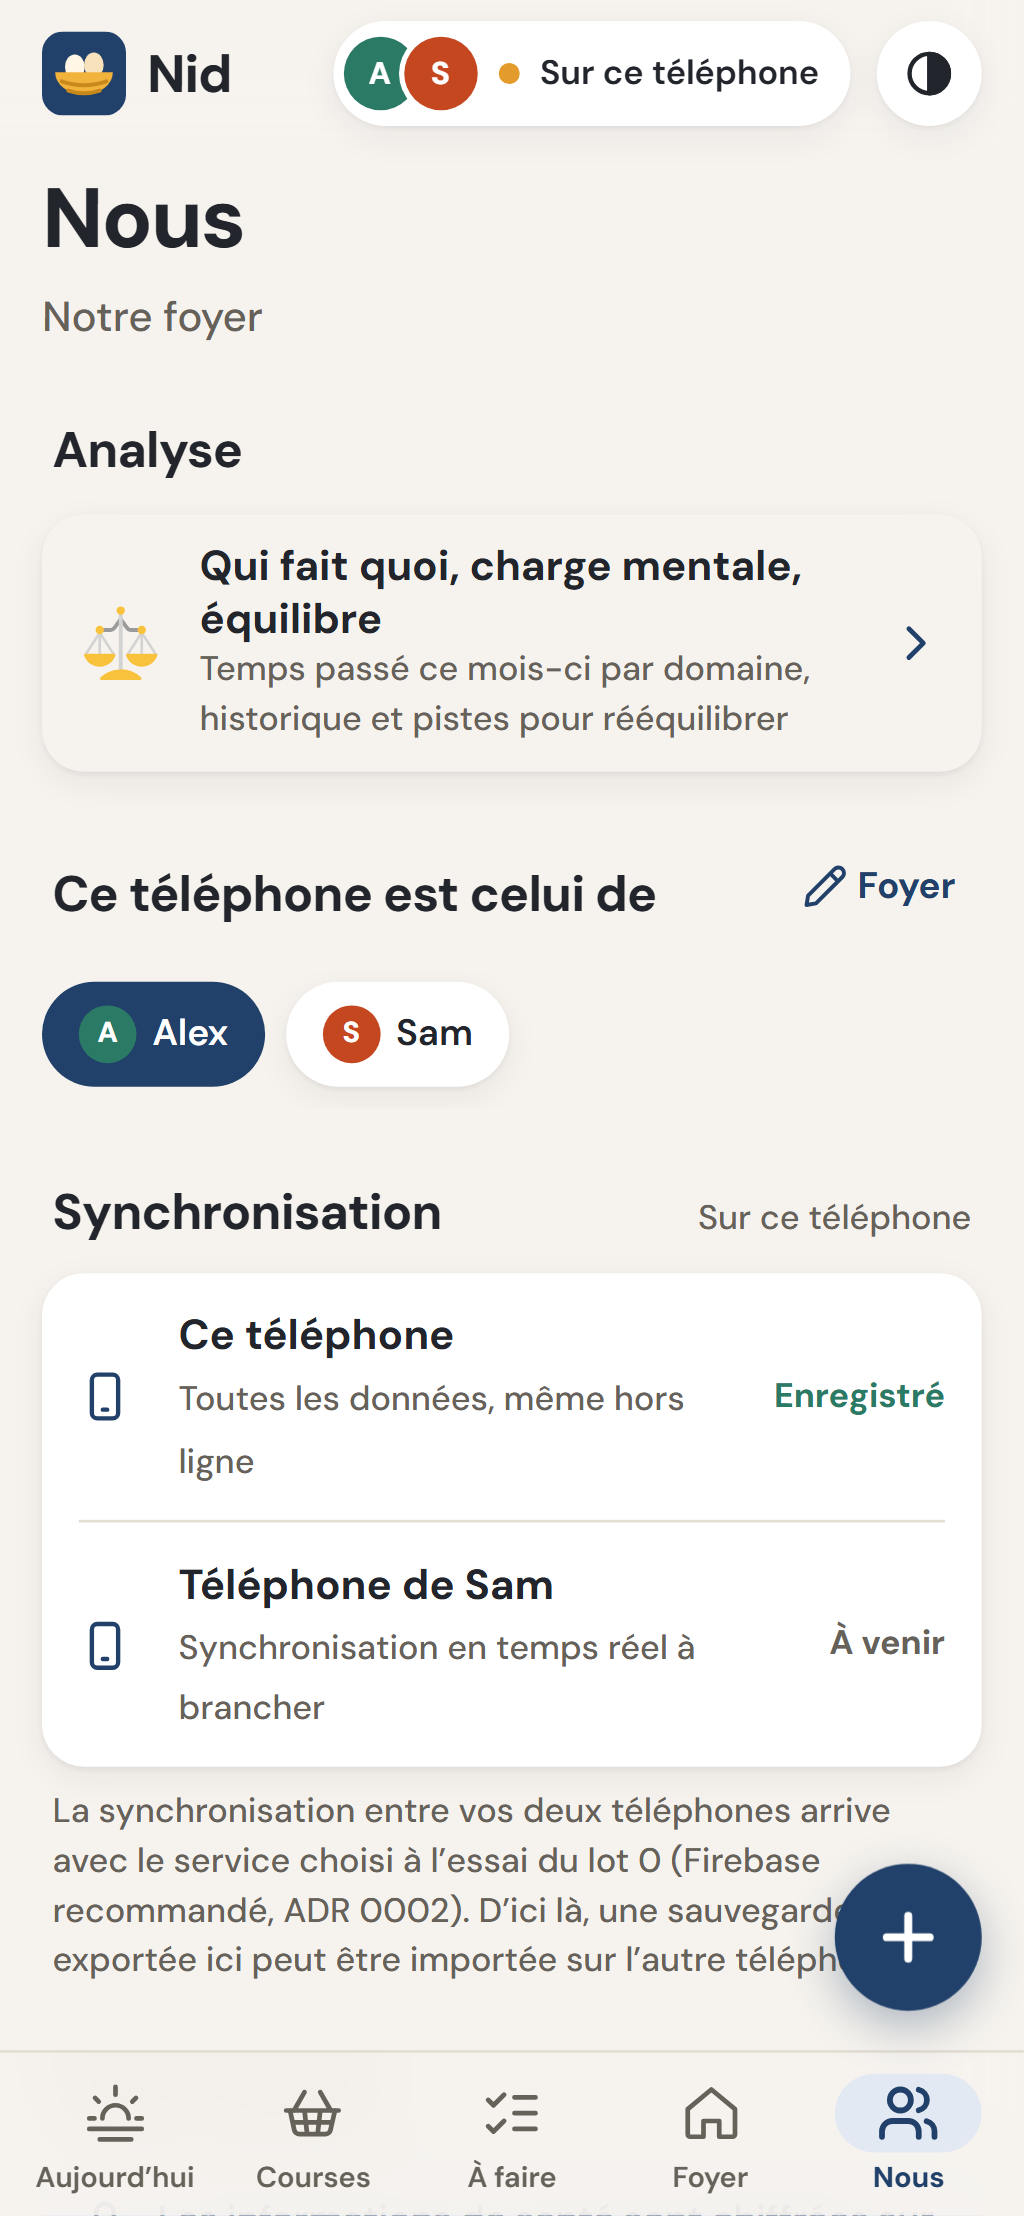 Nid
A S Sur ce téléphone
Nous
Notre foyer
Analyse
Qui fait quoi, charge mentale,
équilibre
Temps passé ce mois-ci par domaine,
historique et pistes pour rééquilibrer
Ce téléphone est celui de
Foyer
A Alex
S Sam
Synchronisation
Sur ce téléphone
Ce téléphone
Toutes les données, même hors
ligne
Enregistré
Téléphone de Sam
Synchronisation en temps réel à
brancher
À venir
La synchronisation entre vos deux téléphones arrive
avec le service choisi à l’essai du lot 0 (Firebase
recommandé, ADR 0002). D’ici là, une sauvegarde
exportée ici peut être importée sur l’autre téléph
Aujourd’hui
Courses
À faire
Foyer
Nous